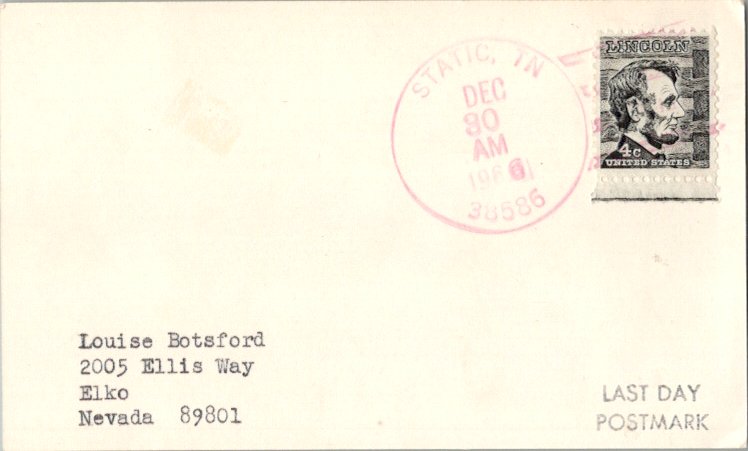 STATIC, TN
DEC
30
AM
1966
38586
LINCOLN
4c
UNITED STATES
Louise Botsford
2005 Ellis Way
Elko
Nevada 89801
LAST DAY
POSTMARK